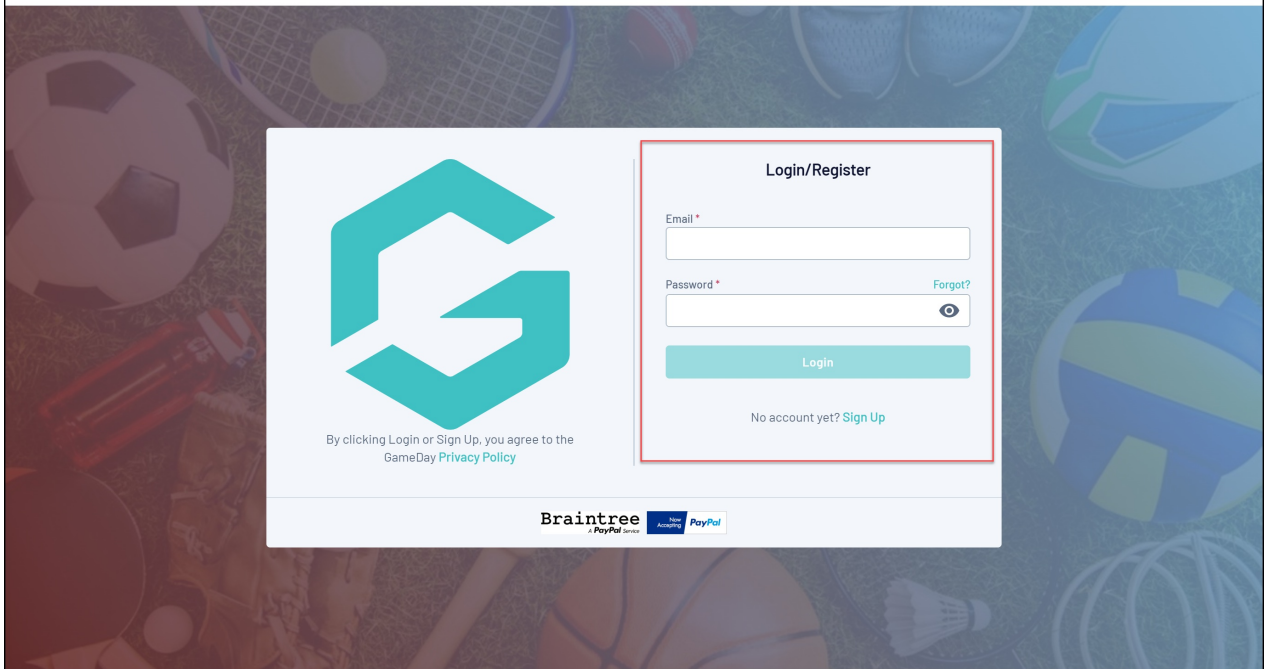 Login/Register
Email *
Password *
Forgot?
Login
No account yet? Sign Up
By clicking Login or Sign Up, you agree to the
GameDay Privacy Policy
Braintree
A PayPal Service
Now
Accepting
PayPal